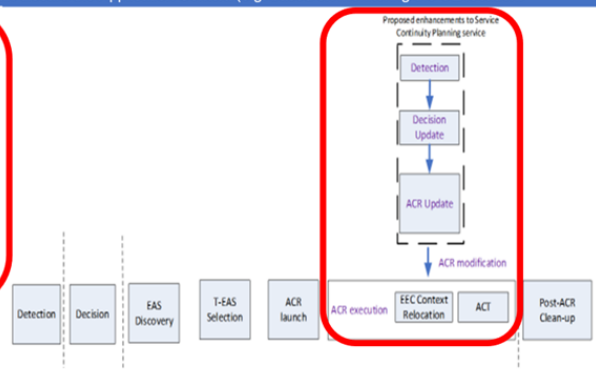 Proposed enhancements to Service
Continuity Planning service
Detection
Decision
Update
ACR Update
ACR modification
Detection
Decision
EAS
Discovery
T-EAS
Selection
ACR
launch
ACR execution
EEC Context
Relocation
ACT
Post-ACR
Clean-up